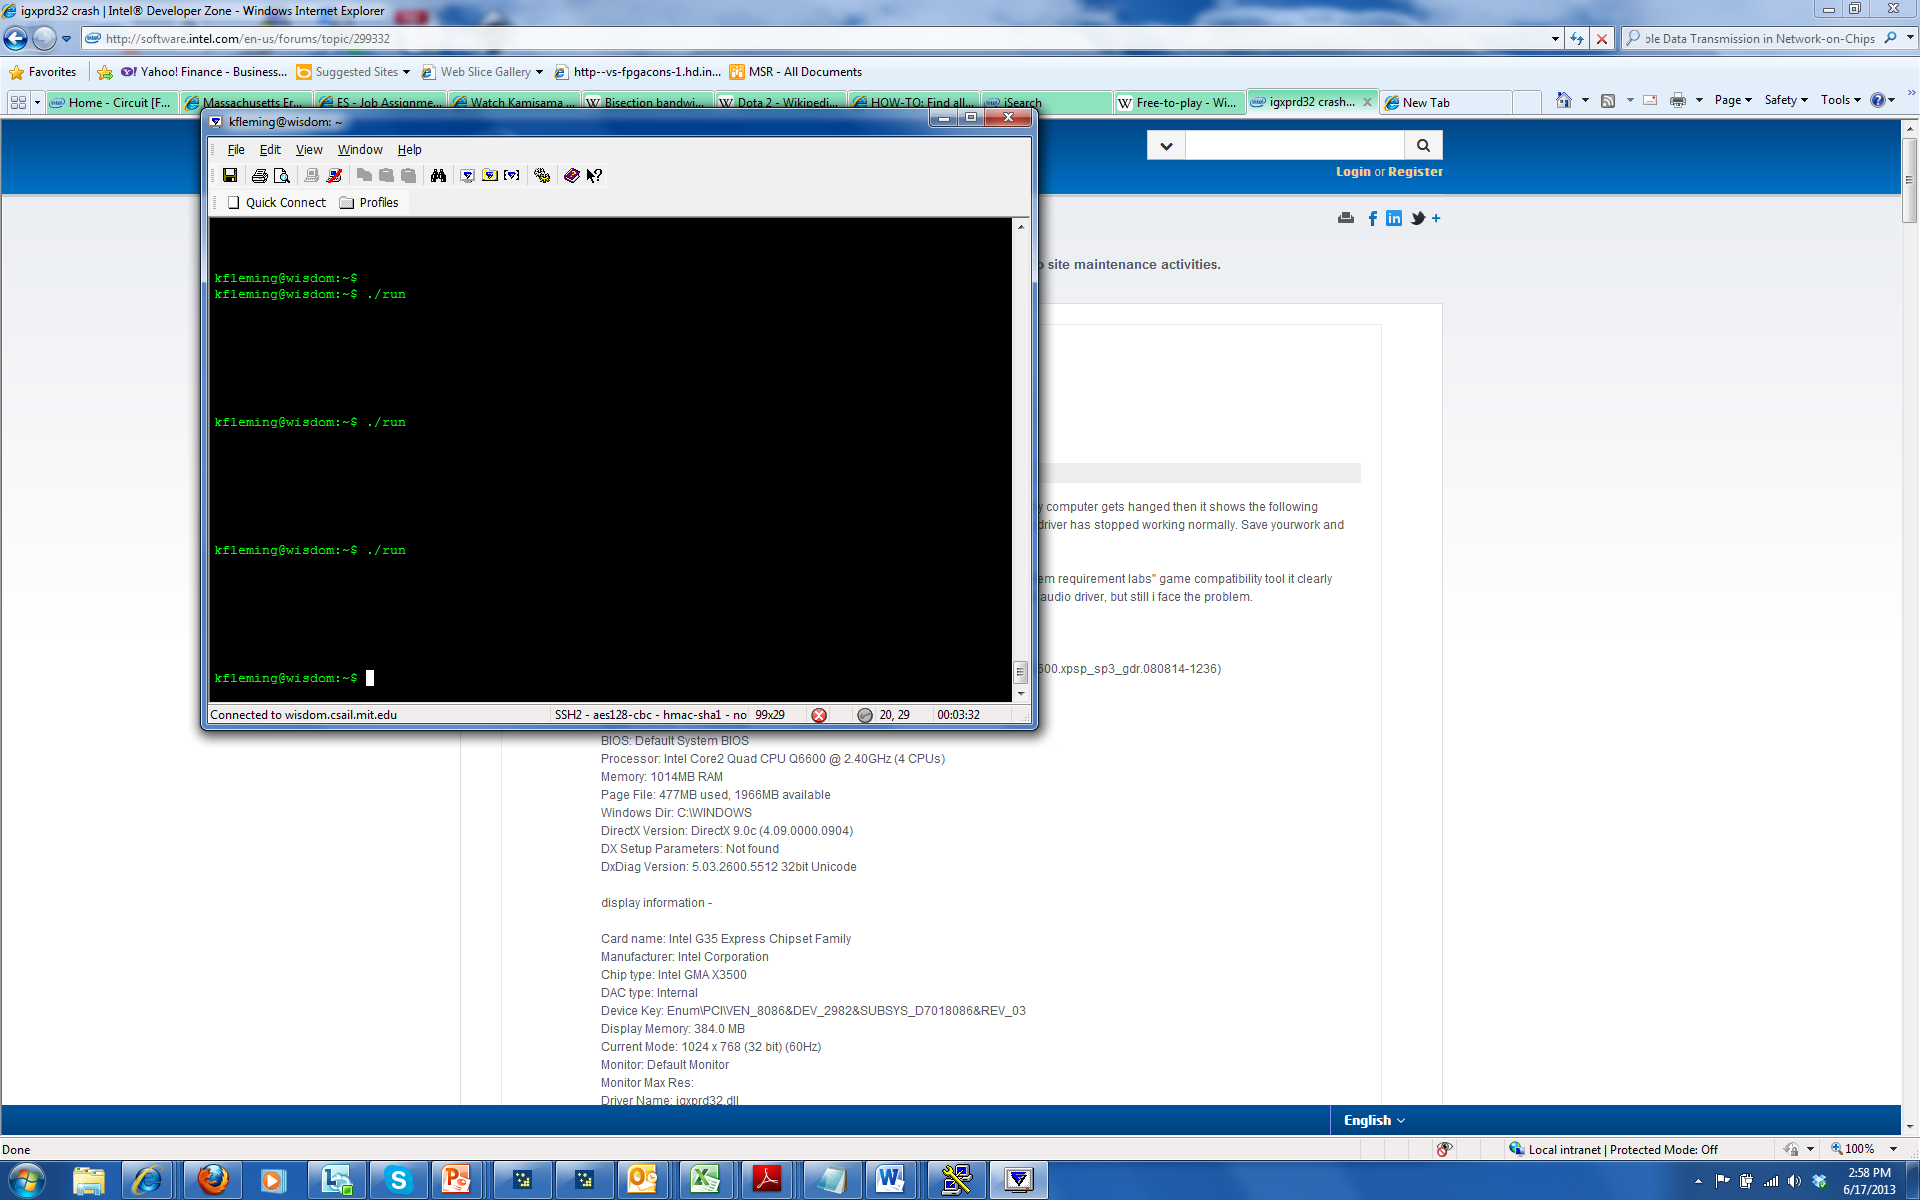 igxprd32 crash | Intel® Developer Zone - Windows Internet Explorer
http://software.intel.com/en-us/forums/topic/299332
ole Data Transmission in Network-on-Chips
Favorites
Yahoo! Finance - Business...
Suggested Sites
Web Slice Gallery
http--vs-fpgacons-1.hd.in...
MSR - All Documents
Home - Circuit [F...
Massachusetts Er...
ES - Job Assignme...
Watch Kamisama ...
Bisection bandwi...
Dota 2 - Wikipedi...
HOW-TO: Find all...
iSearch
Free-to-play - Wi...
igxprd32 crash...
New Tab
Page
Safety
Tools
kfleming@wisdom: ~
File Edit View Window Help
Quick Connect Profiles
kfleming@wisdom:~$
kfleming@wisdom:~$ ./run
kfleming@wisdom:~$ ./run
kfleming@wisdom:~$ ./run
kfleming@wisdom:~$
Connected to wisdom.csail.mit.edu
SSH2 - aes128-cbc - hmac-sha1 - no
99x29
20, 29
00:03:32
Login or Register
f in +
o site maintenance activities.
y computer gets hanged then it shows the following
driver has stopped working normally. Save yourwork and
em requirement labs" game compatibility tool it clearly
audio driver, but still i face the problem.
600.xpsp_sp3_gdr.080814-1236)
BIOS: Default System BIOS
Processor: Intel Core2 Quad CPU Q6600 @ 2.40GHz (4 CPUs)
Memory: 1014MB RAM
Page File: 477MB used, 1966MB available
Windows Dir: C:\WINDOWS
DirectX Version: DirectX 9.0c (4.09.0000.0904)
DX Setup Parameters: Not found
DxDiag Version: 5.03.2600.5512 32bit Unicode
display information -
Card name: Intel G35 Express Chipset Family
Manufacturer: Intel Corporation
Chip type: Intel GMA X3500
DAC type: Internal
Device Key: Enum\PCI\VEN_8086&DEV_2982&SUBSYS_D7018086&REV_03
Display Memory: 384.0 MB
Current Mode: 1024 x 768 (32 bit) (60Hz)
Monitor: Default Monitor
Monitor Max Res:
Driver Name: igxprd32.dll
English
Done
Local intranet | Protected Mode: Off
100%
2:58 PM
6/17/2013